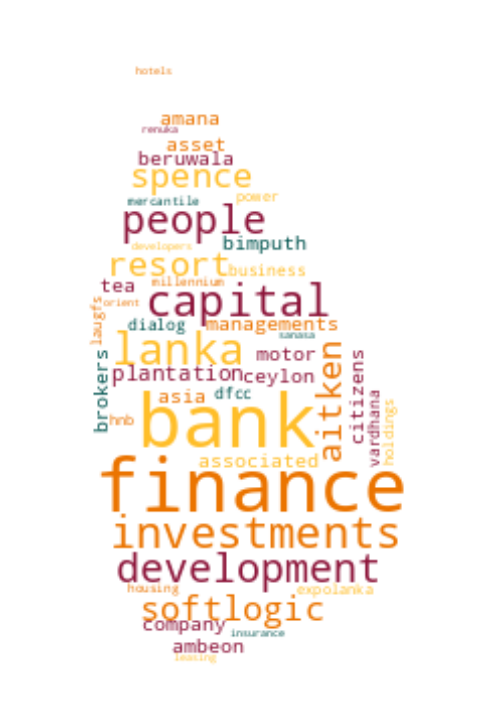 hotels
amana
renuka
asset
beruwala
spence
mercantile
power
people
developers
bimputh
resort
business
tea
millennium
orient
capital
laugfs
dialog
managements
sanasa
lanka
motor
aitken
citizens
brokers
plantation
ceylon
asia
dfcc
vardhana
holdings
hnb
bank
associated
finance
investments
development
housing
expolanka
softlogic
company
insurance
ambeon
leasing